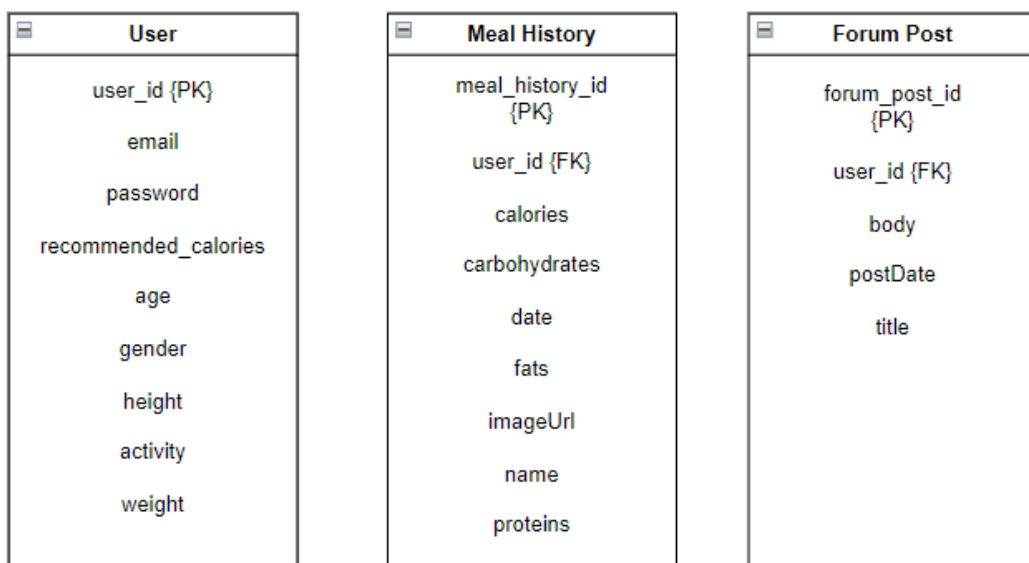 User
user_id {PK}
email
password
recommended_calories
age
gender
height
activity
weight
Meal History
meal_history_id
{PK}
user_id {FK}
calories
carbohydrates
date
fats
imageUrl
name
proteins
Forum Post
forum_post_id
{PK}
user_id {FK}
body
postDate
title